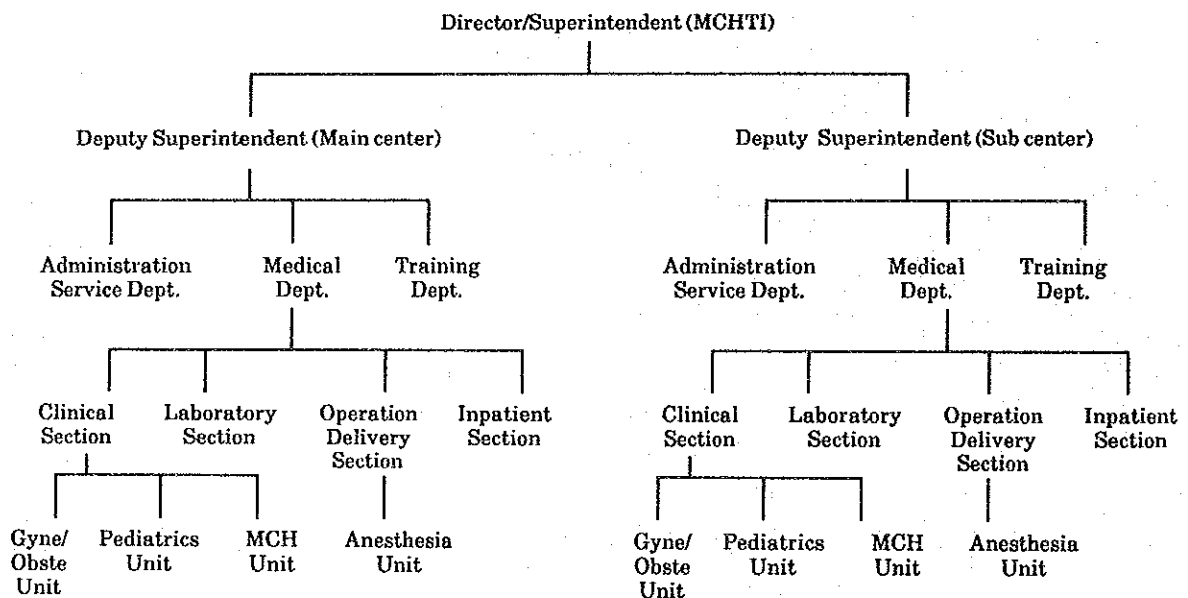 Director/Superintendent (MCHTI)
Deputy Superintendent (Main center)
Deputy Superintendent (Sub center)
Administration
Service Dept.
Medical
Dept.
Training
Dept.
Administration
Service Dept.
Medical
Dept.
Training
Dept.
Clinical
Section
Laboratory
Section
Operation
Delivery
Section
Inpatient
Section
Clinical
Section
Laboratory
Section
Operation
Delivery
Section
Inpatient
Section
Gyne/
Obste
Unit
Pediatrics
Unit
MCH
Unit
Anesthesia
Unit
Gyne/
Obste
Unit
Pediatrics
Unit
MCH
Unit
Anesthesia
Unit